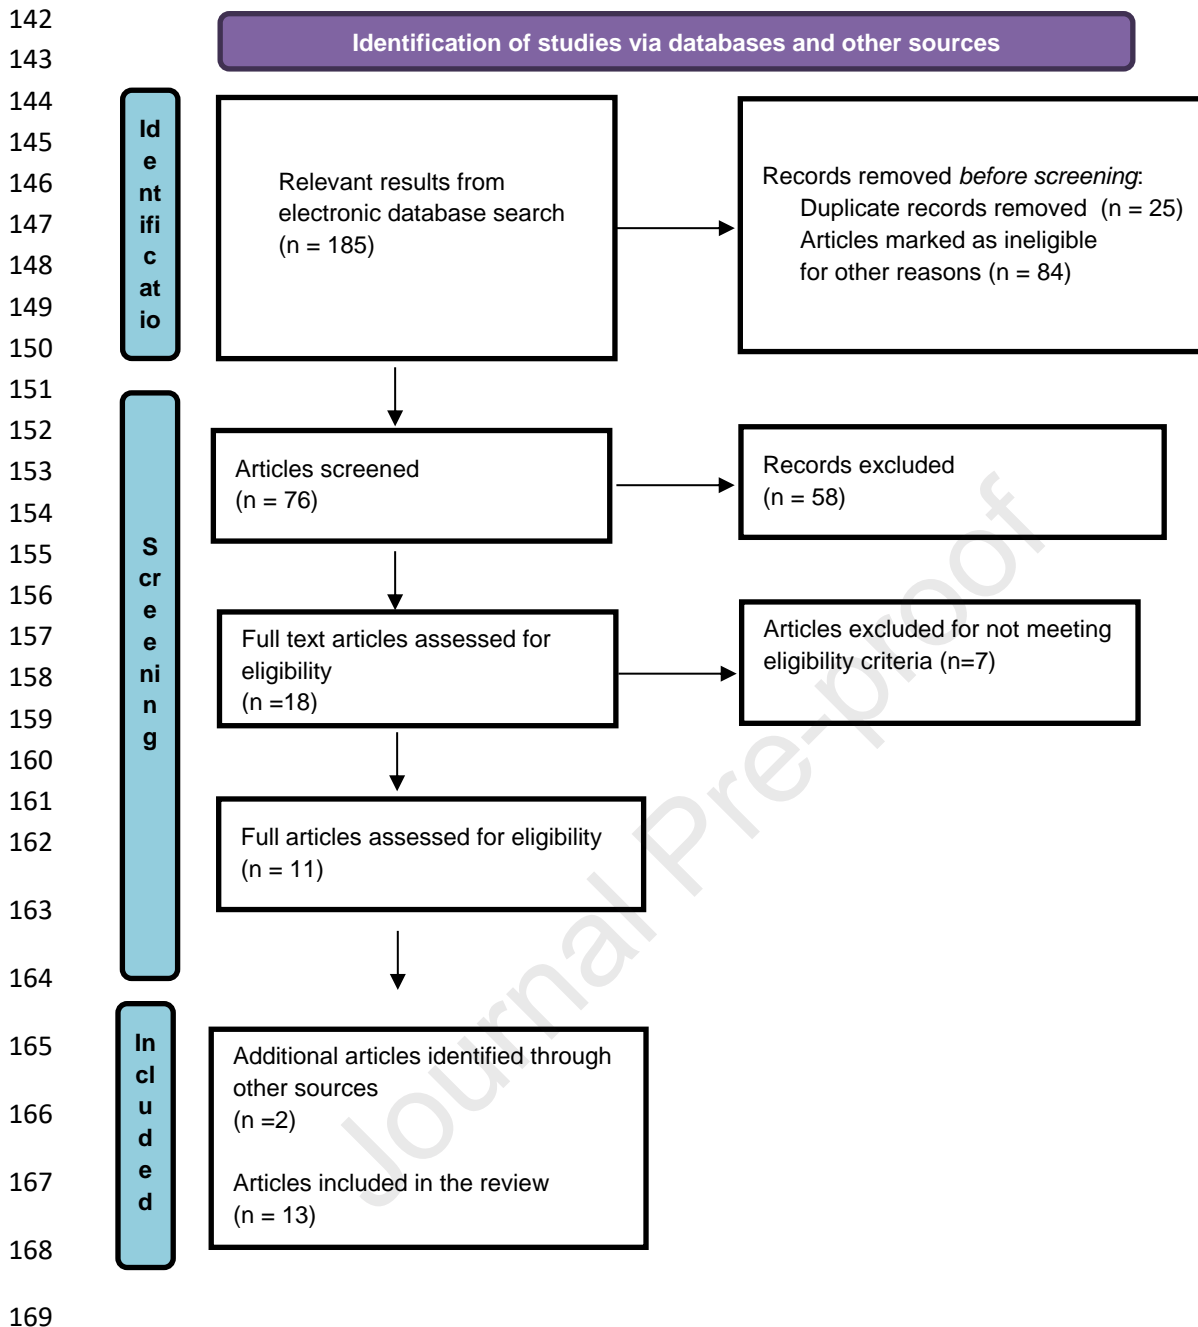 142
143
Identification of studies via databases and other sources
144
145
146
147
148
149
150
Id
e
nt
ifi
c
at
io
Relevant results from
electronic database search
(n = 185)
Records removed before screening:
Duplicate records removed  (n = 25)
Articles marked as ineligible
for other reasons (n = 84)
151
152
153
154
155
156
157
158
159
160
161
162
163
164
S
cr
e
e
ni
n
g
Articles screened
(n = 76)
Records excluded
(n = 58)
Full text articles assessed for
eligibility
(n =18)
Articles excluded for not meeting
eligibility criteria (n=7)
Full articles assessed for eligibility
(n = 11)
165
166
167
168
169
In
cl
u
d
e
d
Additional articles identified through
other sources
(n =2)
Articles included in the review
(n = 13)
Journal Pre-proof